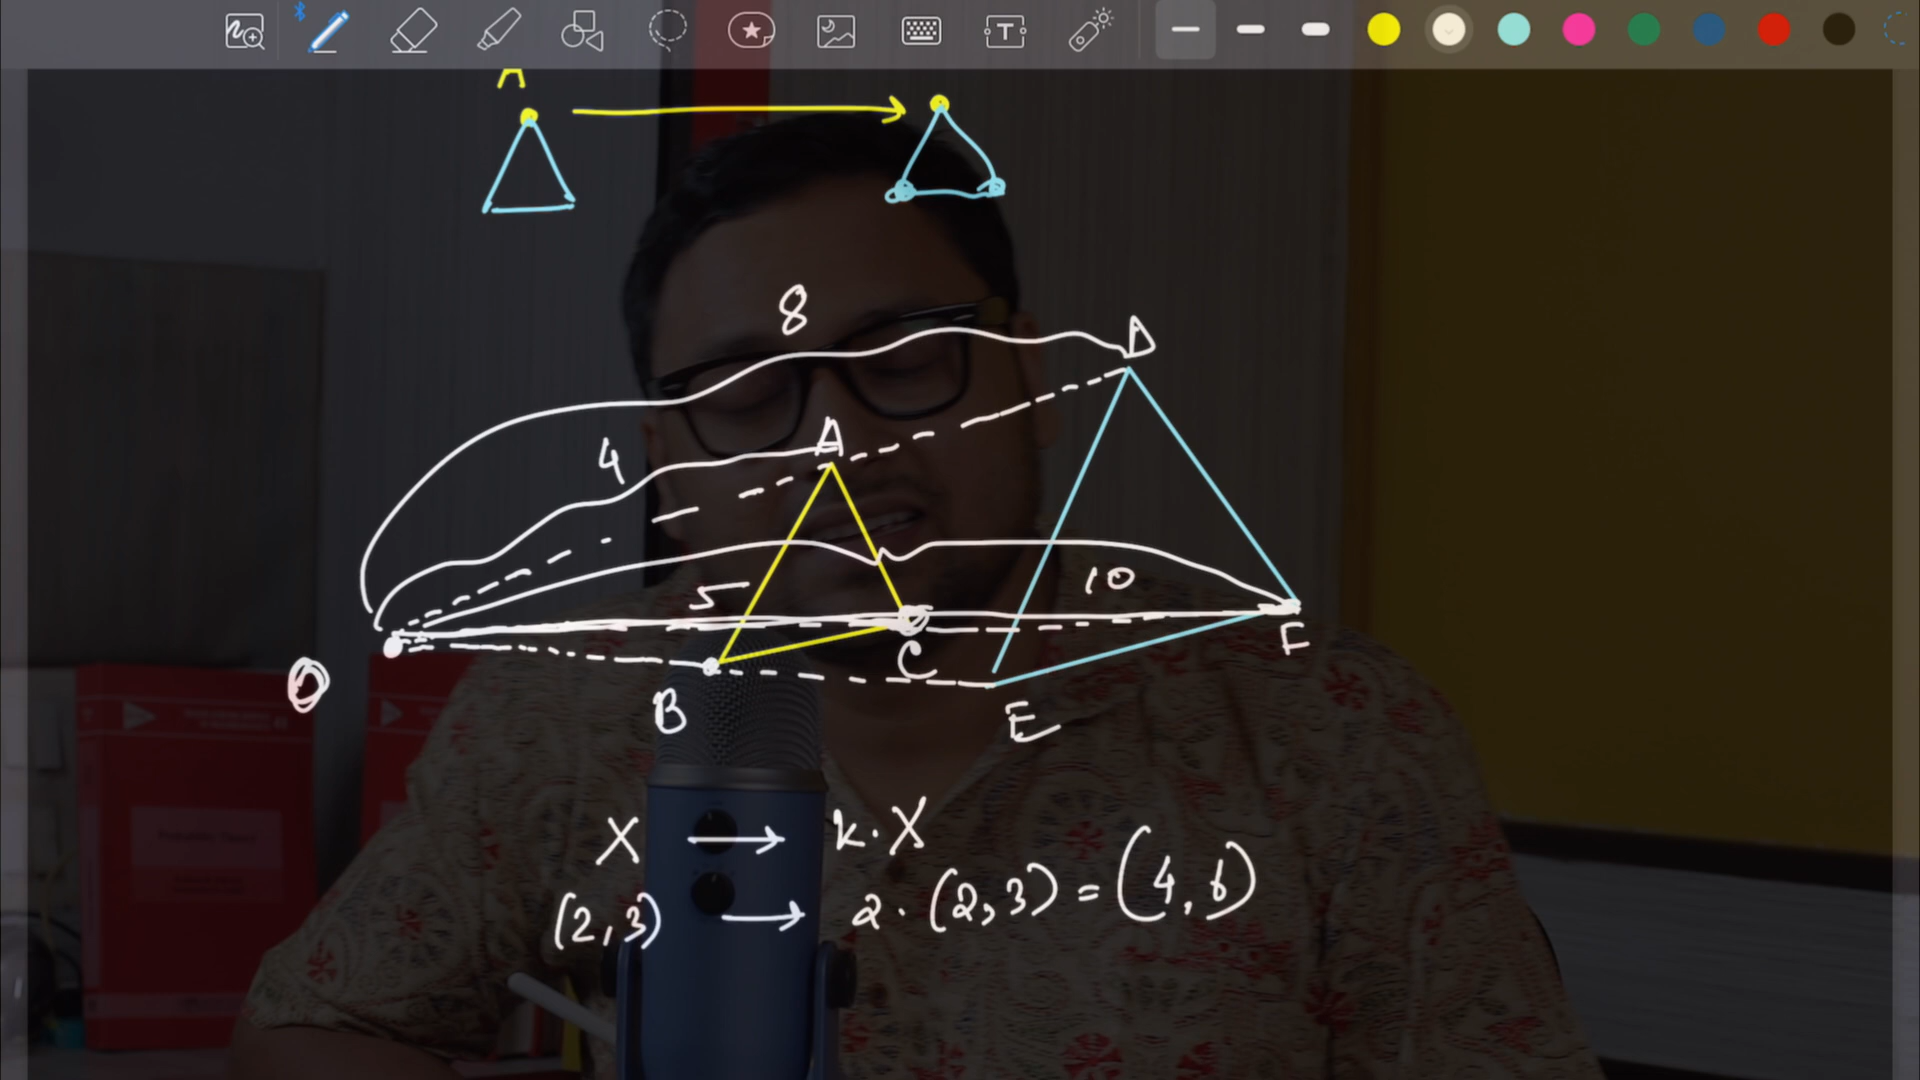 A
8
D
4
A
5
10
C
F
O
B
E
X → k · X
(2,3) → 2 · (2,3) = (4,6)